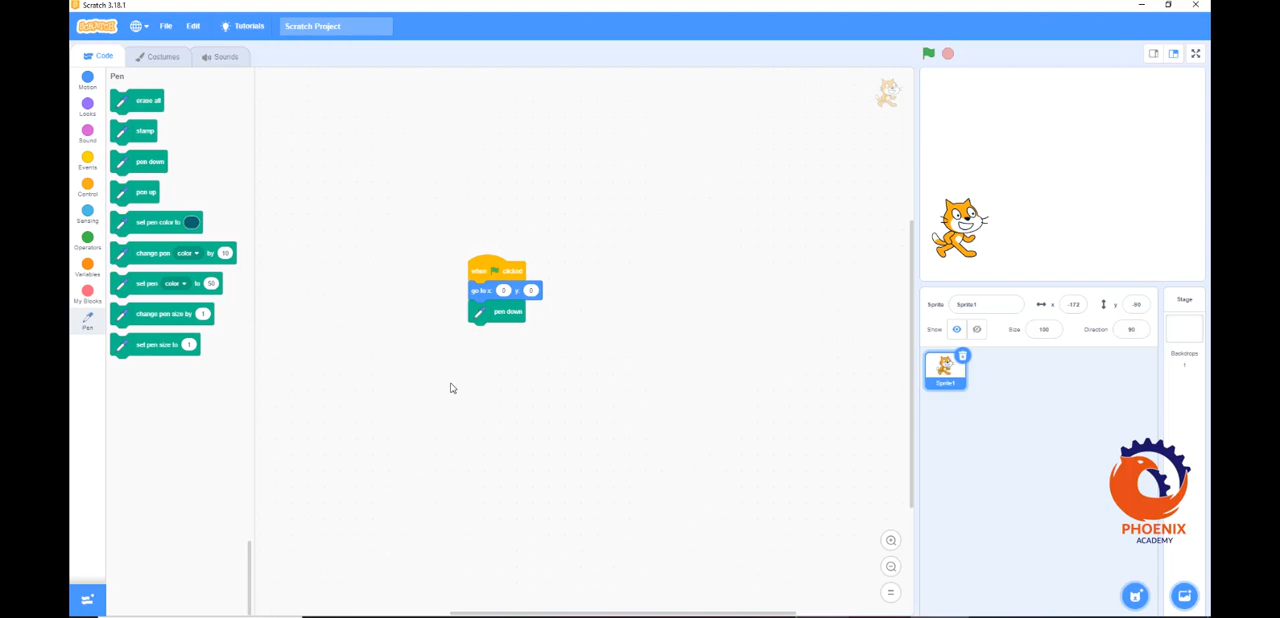 Scratch 3.18.1
SCRATCH
File Edit Tutorials Scratch Project
Code Costumes Sounds
Motion
Looks
Sound
Events
Control
Sensing
Operators
Variables
My Blocks
Pen
Pen
erase all
stamp
pen down
pen up
set pen color to
change pen color by 10
set pen color to 50
change pen size by 1
set pen size to 1
when clicked
go to x: 0 y: 0
pen down
Sprite Sprite1 x -172 y -80
Show Size 100 Direction 90
Sprite1
Stage
Backdrops
1
PHOENIX
ACADEMY